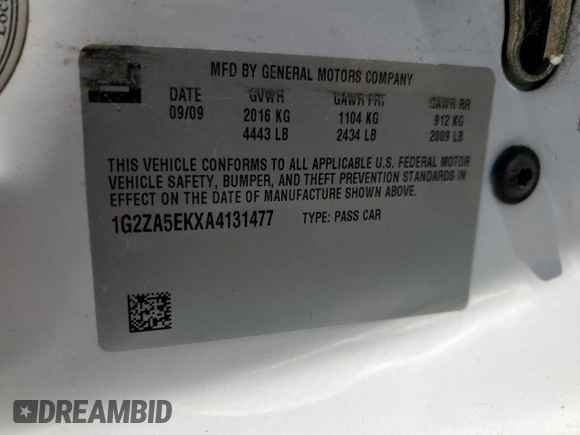 MFD BY GENERAL MOTORS COMPANY
DATE GVWR GAWR FRT GAWR RR
09/09 2016 KG 1104 KG 912 KG
4443 LB 2434 LB 2009 LB
THIS VEHICLE CONFORMS TO ALL APPLICABLE U.S. FEDERAL MOTOR
VEHICLE SAFETY, BUMPER, AND THEFT PREVENTION STANDARDS IN
EFFECT ON THE DATE OF MANUFACTURE SHOWN ABOVE.
1G2ZA5EKXA4131477 TYPE: PASS CAR
DREAMBID